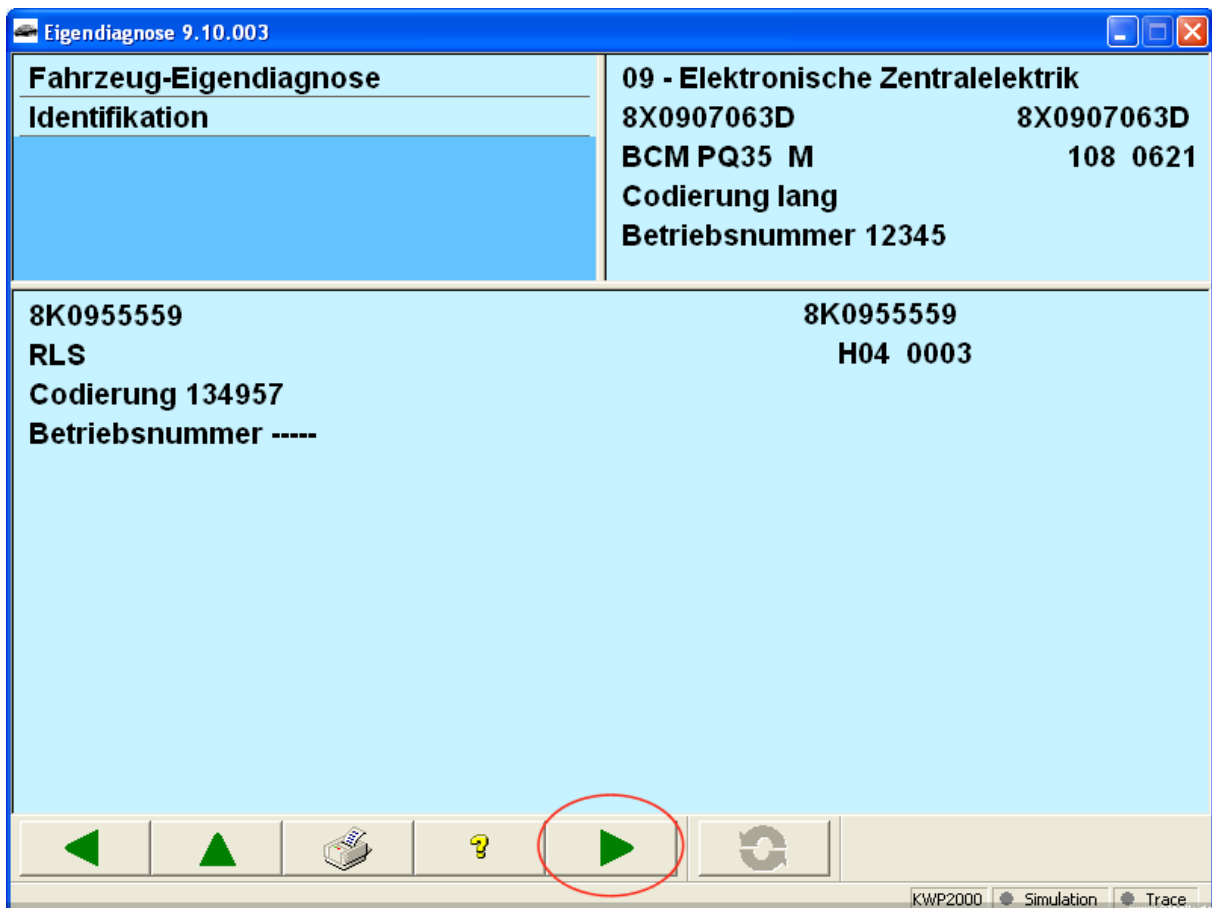 Eigendiagnose 9.10.003
Fahrzeug-Eigendiagnose
Identifikation
09 - Elektronische Zentralelektrik
8X0907063D 8X0907063D
BCM PQ35 M 108 0621
Codierung lang
Betriebsnummer 12345
8K0955559 8K0955559
RLS H04 0003
Codierung 134957
Betriebsnummer -----
?
KWP2000 Simulation Trace